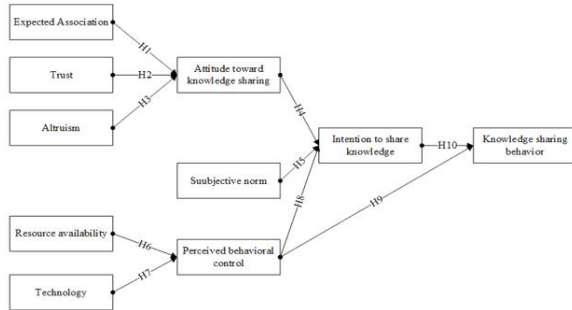 Expected Association
H1
Trust
H2
Attitude toward
knowledge sharing
H3
Altruism
H4
Intention to share
knowledge
H10
Knowledge sharing
behavior
Suubjective norm
H5
H8
H9
Resource availability
H6
Perceived behavioral
control
H7
Technology